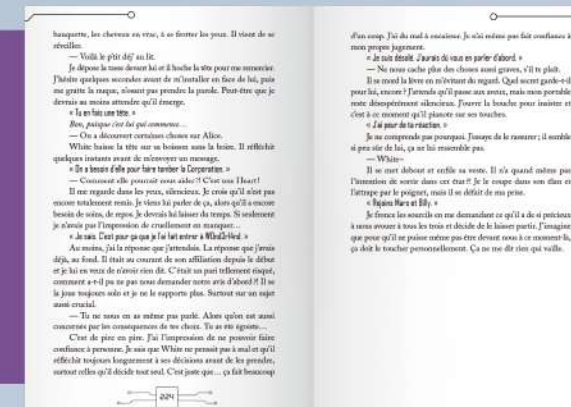 banquette, les cheveux en vrac, à se frotter les yeux. Il vient de se
réveiller.
— Voilà le p'tit déj' au lit.
Je dépose la tasse devant lui et il hoche la tête pour me remercier.
J'hésite quelques secondes avant de m'installer en face de lui, puis
me gratte la nuque, n'osant pas prendre la parole. Peut-être que je
devrais au moins attendre qu'il émerge.
« Tu en fais une tête. »
Bon, puisque c'est lui qui commence...
— On a découvert certaines choses sur Alice.
White baisse la tête sur sa boisson sans la boire. Il réfléchit
quelques instants avant de m'envoyer un message.
« On a besoin d'elle pour faire tomber la Corporation. »
— Comment elle pourrait nous aider ?! C'est une Heart !
Il me regarde dans les yeux, silencieux. Je crois qu'il n'est pas
encore totalement remis. Je viens lui parler de ça, alors qu'il a encore
besoin de soins, de repos. Je devrais lui laisser du temps. Si seulement
je n'avais pas l'impression de cruellement en manquer...
« Je sais. C'est pour ça que je l'ai fait entrer à W0nd3rl4nd. »
Au moins, j'ai la réponse que j'attendais. La réponse que j'avais
déjà, au fond. Il était au courant de son affiliation depuis le début
et je lui en veux de n'avoir rien dit. C'était un pari tellement risqué,
comment a-t-il pu ne pas nous demander notre avis d'abord ?! Il se
la joue toujours solo et je ne le supporte plus. Surtout sur un sujet
aussi crucial.
— Tu ne nous en as même pas parlé. Alors qu'on est aussi
concernés par les conséquences de tes choix. Tu as été égoïste...
C'est de pire en pire. J'ai l'impression de ne pouvoir faire
confiance à personne. Je sais que White ne pensait pas à mal et qu'il
réfléchit toujours longuement à ses décisions avant de les prendre,
surtout celles qu'il décide tout seul. C'est juste que... ça fait beaucoup
224
d'un coup. J'ai du mal à encaisser. Je n'ai même pas fait confiance à
mon propre jugement.
« Je suis désolé. J'aurais dû vous en parler d'abord. »
— Ne nous cache plus des choses aussi graves, s'il te plaît.
Il se mord la lèvre en m'évitant du regard. Quel secret garde-t-il
pour lui, encore ? J'attends qu'il passe aux aveux, mais mon portable
reste désespérément silencieux. J'ouvre la bouche pour insister et
c'est à ce moment qu'il pianote sur ses touches.
« J'ai peur de ta réaction. »
Je ne comprends pas pourquoi. J'essaye de le rassurer ; il semble
si peu sûr de lui, ça ne lui ressemble pas.
— White–
Il se met debout et enfile sa veste. Il n'a quand même pas
l'intention de sortir dans cet état ?! Je le coupe dans son élan et
l'attrape par le poignet, mais il se défait de ma prise.
« Rejoins Mars et Billy. »
Je fronce les sourcils en me demandant ce qu'il a de si précieux
à nous avouer à tous les trois et décide de le laisser partir. J'imagine
que pour qu'il ne puisse même pas être devant nous à ce moment-là,
ça doit le toucher personnellement. Ça ne me dit rien qui vaille.